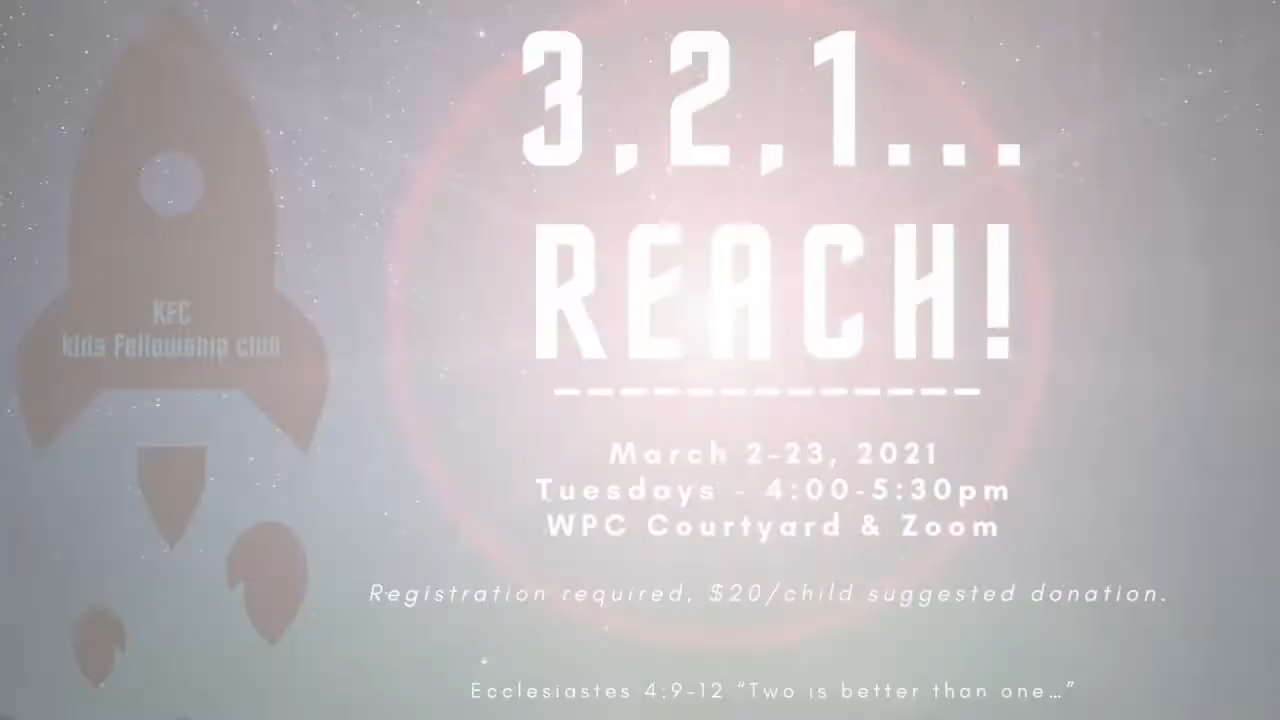 3,2,1...
REACH!
KFC
kids fellowship club
March 2-23, 2021
Tuesdays - 4:00-5:30pm
WPC Courtyard & Zoom
Registration required, $20/child suggested donation.
Ecclesiastes 4:9-12 “Two is better than one…”